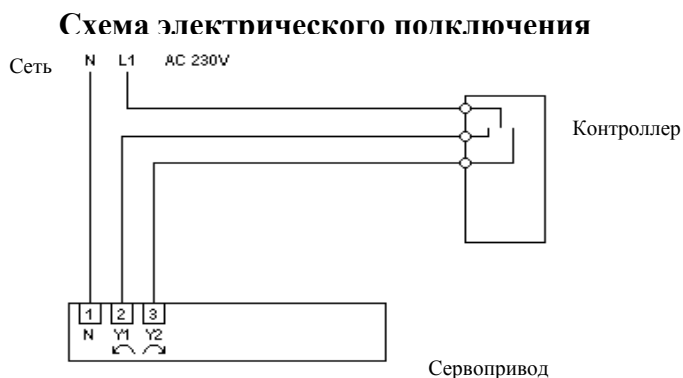 Схема электрического подключения
Сеть N L1 AC 230V
Контроллер
1 2 3
N Y1 Y2
Сервопривод